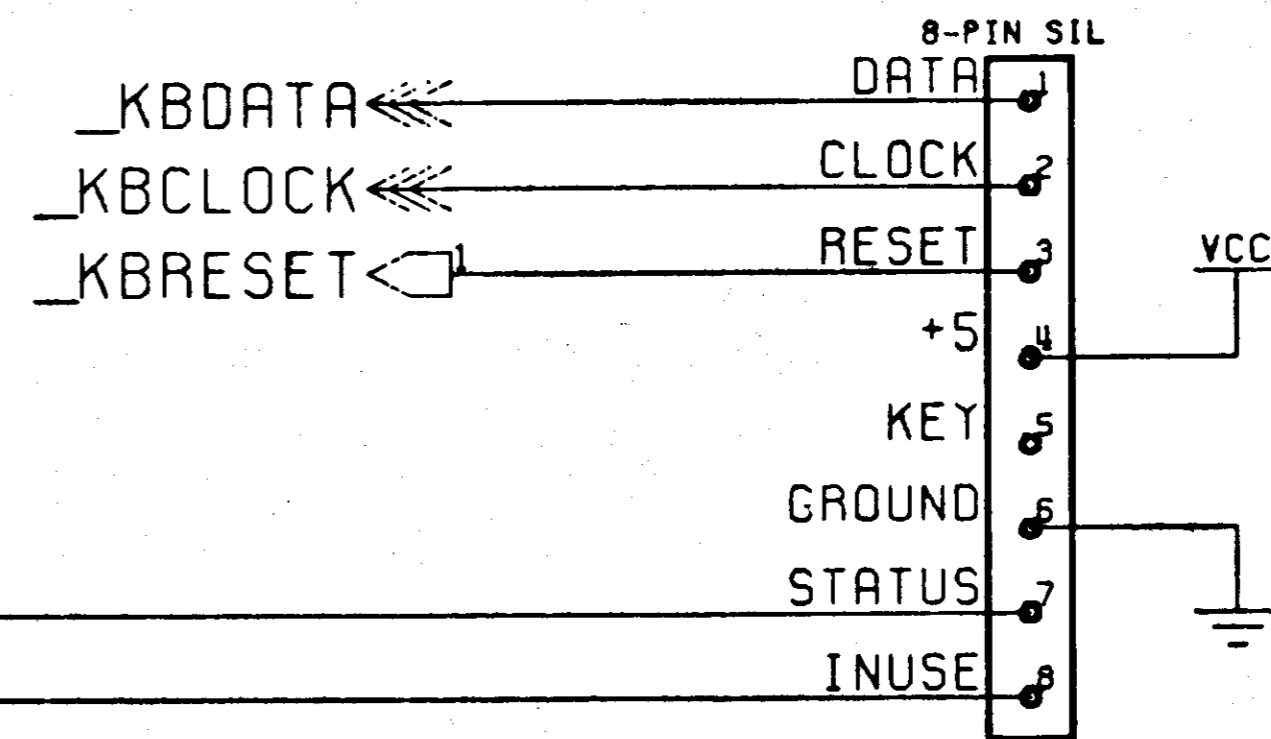 8-PIN SIL
_KBDATA DATA 1
_KBCLOCK CLOCK 2
_KBRESET 1 RESET 3 VCC
+5 4
KEY 5
GROUND 6
STATUS 7
INUSE 8